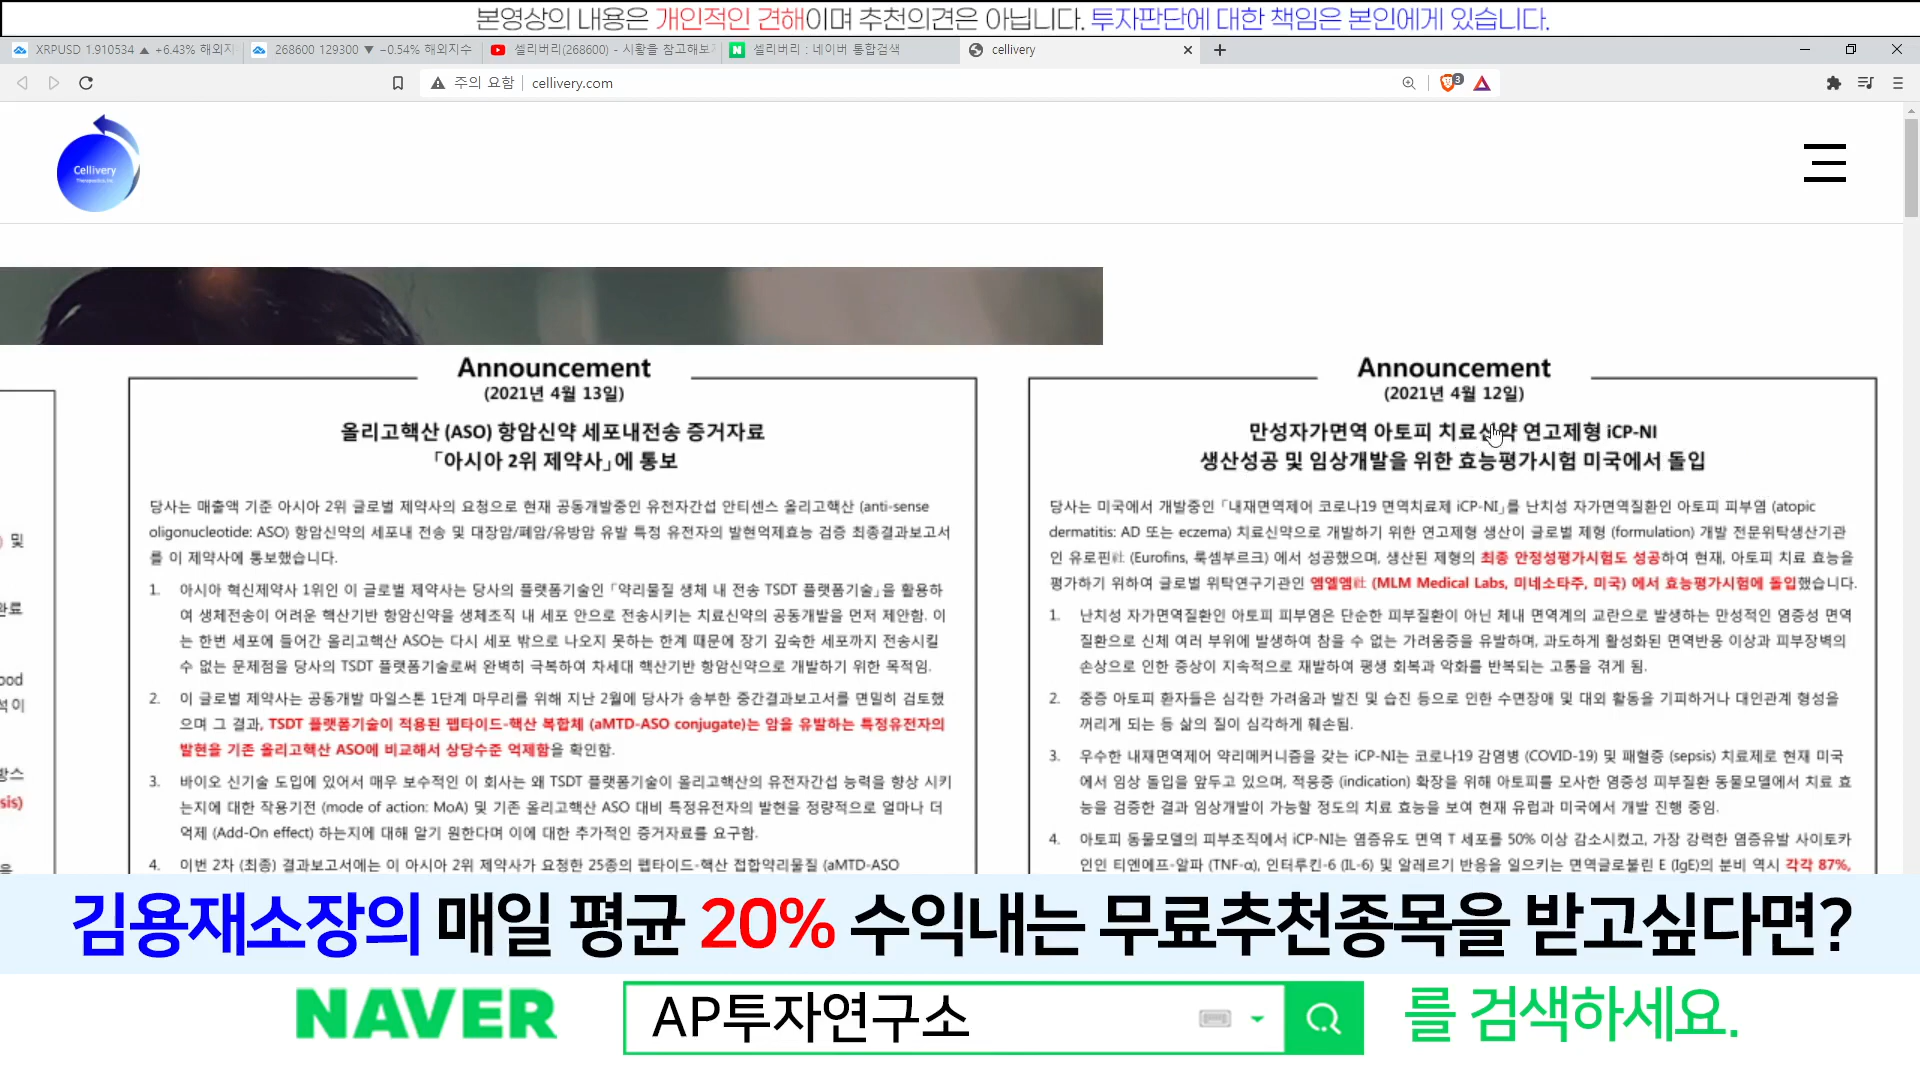 본영상의 내용은 개인적인 견해이며 추천의견은 아닙니다. 투자판단에 대한 책임은 본인에게 있습니다.
XRPUSD 1.910534 ▲ +6.43% 해외지
268600 129300 ▼ −0.54% 해외지수
셀리버리(268600) - 시황을 참고해보
셀리버리 : 네이버 통합검색
cellivery
주의 요함
cellivery.com
3
Cellivery
Announcement
(2021년 4월 13일)
올리고핵산 (ASO) 항암신약 세포내전송 증거자료
「아시아 2위 제약사」에 통보
당사는 매출액 기준 아시아 2위 글로벌 제약사의 요청으로 현재 공동개발중인 유전자간섭 안티센스 올리고핵산 (anti-sense
oligonucleotide: ASO) 항암신약의 세포내 전송 및 대장암/폐암/유방암 유발 특정 유전자의 발현억제효능 검증 최종결과보고서
를 이 제약사에 통보했습니다.
1. 아시아 혁신제약사 1위인 이 글로벌 제약사는 당사의 플랫폼기술인 「약리물질 생체 내 전송 TSDT 플랫폼기술」을 활용하
여 생체전송이 어려운 핵산기반 항암신약을 생체조직 내 세포 안으로 전송시키는 치료신약의 공동개발을 먼저 제안함. 이
는 한번 세포에 들어간 올리고핵산 ASO는 다시 세포 밖으로 나오지 못하는 한계 때문에 장기 깊숙한 세포까지 전송시킬
수 없는 문제점을 당사의 TSDT 플랫폼기술로써 완벽히 극복하여 차세대 핵산기반 항암신약으로 개발하기 위한 목적임.
2. 이 글로벌 제약사는 공동개발 마일스톤 1단계 마무리를 위해 지난 2월에 당사가 송부한 중간결과보고서를 면밀히 검토했
으며 그 결과, TSDT 플랫폼기술이 적용된 펩타이드-핵산 복합체 (aMTD-ASO conjugate)는 암을 유발하는 특정유전자의
발현을 기존 올리고핵산 ASO에 비교해서 상당수준 억제함을 확인함.
3. 바이오 신기술 도입에 있어서 매우 보수적인 이 회사는 왜 TSDT 플랫폼기술이 올리고핵산의 유전자간섭 능력을 향상 시키
는지에 대한 작용기전 (mode of action: MoA) 및 기존 올리고핵산 ASO 대비 특정유전자의 발현을 정량적으로 얼마나 더
억제 (Add-On effect) 하는지에 대해 알기 원한다며 이에 대한 추가적인 증거자료를 요구함.
4. 이번 2차 (최종) 결과보고서에는 이 아시아 2위 제약사가 요청한 25종의 펩타이드-핵산 접합약리물질 (aMTD-ASO
Announcement
(2021년 4월 12일)
만성자가면역 아토피 치료신약 연고제형 iCP-NI
생산성공 및 임상개발을 위한 효능평가시험 미국에서 돌입
당사는 미국에서 개발중인 「내재면역제어 코로나19 면역치료제 iCP-NI」를 난치성 자가면역질환인 아토피 피부염 (atopic
dermatitis: AD 또는 eczema) 치료신약으로 개발하기 위한 연고제형 생산이 글로벌 제형 (formulation) 개발 전문위탁생산기관
인 유로핀社 (Eurofins, 룩셈부르크) 에서 성공했으며, 생산된 제형의 최종 안정성평가시험도 성공하여 현재, 아토피 치료 효능을
평가하기 위하여 글로벌 위탁연구기관인 엠엘엠社 (MLM Medical Labs, 미네소타주, 미국) 에서 효능평가시험에 돌입했습니다.
1. 난치성 자가면역질환인 아토피 피부염은 단순한 피부질환이 아닌 체내 면역계의 교란으로 발생하는 만성적인 염증성 면역
질환으로 신체 여러 부위에 발생하여 참을 수 없는 가려움증을 유발하며, 과도하게 활성화된 면역반응 이상과 피부장벽의
손상으로 인한 증상이 지속적으로 재발하여 평생 회복과 악화를 반복되는 고통을 겪게 됨.
2. 중증 아토피 환자들은 심각한 가려움과 발진 및 습진 등으로 인한 수면장애 및 대외 활동을 기피하거나 대인관계 형성을
꺼리게 되는 등 삶의 질이 심각하게 훼손됨.
3. 우수한 내재면역제어 약리메커니즘을 갖는 iCP-NI는 코로나19 감염병 (COVID-19) 및 패혈증 (sepsis) 치료제로 현재 미국
에서 임상 돌입을 앞두고 있으며, 적응증 (indication) 확장을 위해 아토피를 모사한 염증성 피부질환 동물모델에서 치료 효
능을 검증한 결과 임상개발이 가능할 정도의 치료 효능을 보여 현재 유럽과 미국에서 개발 진행 중임.
4. 아토피 동물모델의 피부조직에서 iCP-NI는 염증유도 면역 T 세포를 50% 이상 감소시켰고, 가장 강력한 염증유발 사이토카
인인 티엔에프-알파 (TNF-α), 인터루킨-6 (IL-6) 및 알레르기 반응을 일으키는 면역글로불린 E (IgE)의 분비 역시 각각 87%,
김용재소장의 매일 평균 20% 수익내는 무료추천종목을 받고싶다면?
NAVER AP투자연구소 를 검색하세요.